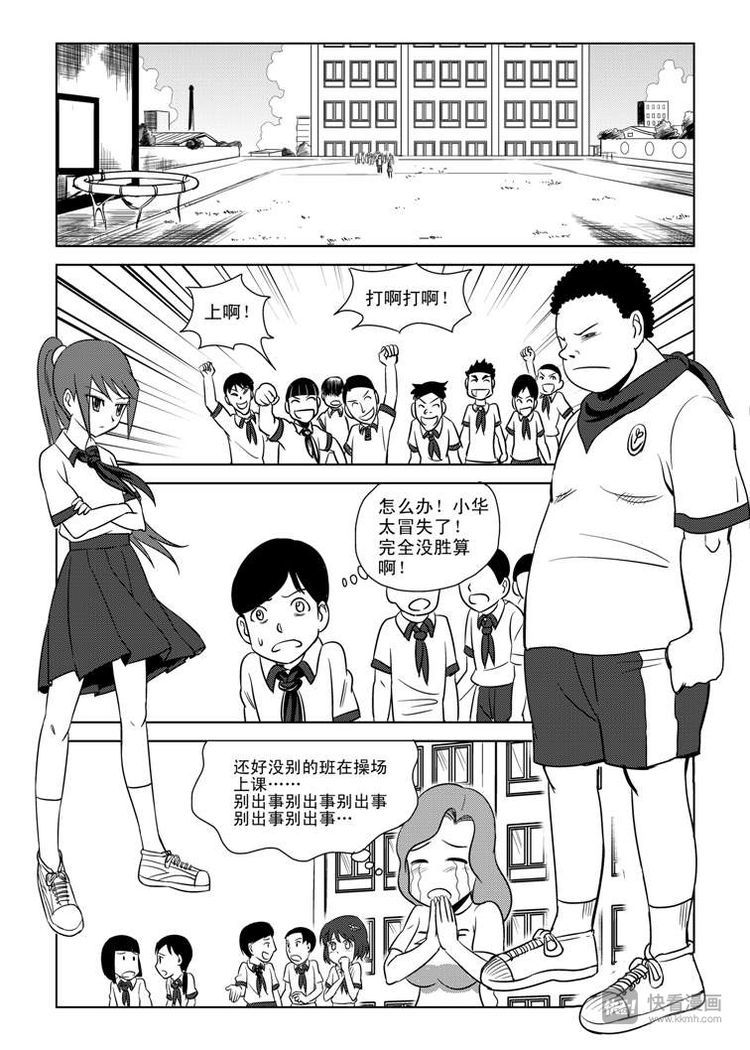 上啊！
打啊打啊！
怎么办！小华
太冒失了！
完全没胜算
啊！
还好没别的班在操场
上课……
别出事别出事别出事
别出事别出事…
快看漫画
www.kkmh.com